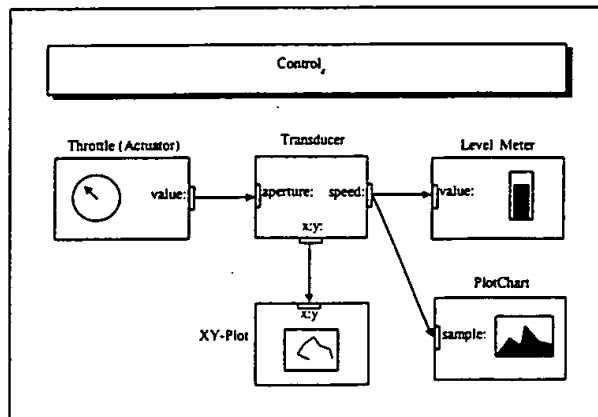 Control
Throttle (Actuator)
Transducer
Level Meter
value:
aperture:
speed:
value:
x:y:
PlotChart
x:y
XY-Plot
sample: